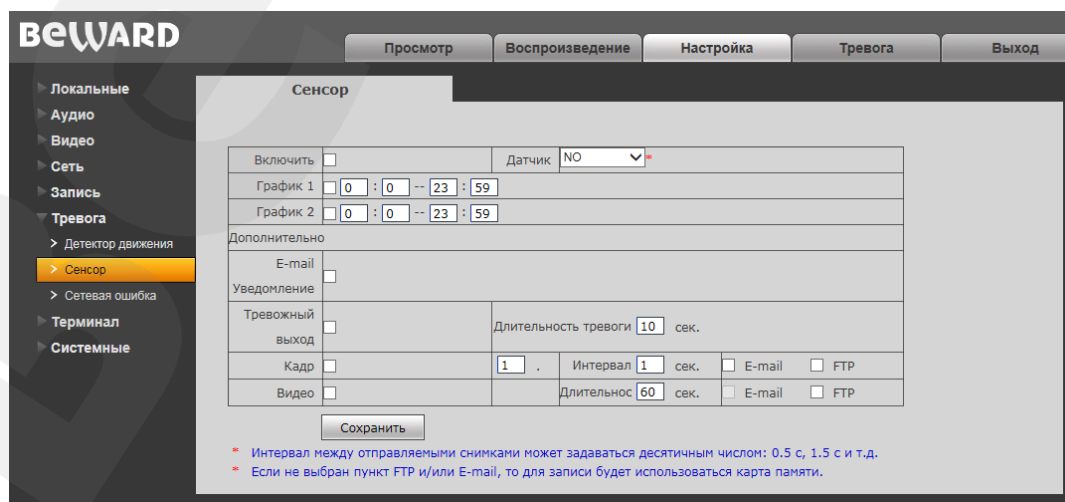 BEWARD
Просмотр Воспроизведение Настройка Тревога Выход
Локальные
Аудио
Видео
Сеть
Запись
Тревога
> Детектор движения
> Сенсор
> Сетевая ошибка
Терминал
Системные
Сенсор
Включить Датчик NO *
График 1 0 : 0 -- 23 : 59
График 2 0 : 0 -- 23 : 59
Дополнительно
E-mail
Уведомление
Тревожный
выход Длительность тревоги 10 сек.
Кадр 1 . Интервал 1 сек. E-mail FTP
Видео Длительнос 60 сек. E-mail FTP
Сохранить
* Интервал между отправляемыми снимками может задаваться десятичным числом: 0.5 с, 1.5 с и т.д.
* Если не выбран пункт FTP и/или E-mail, то для записи будет использоваться карта памяти.